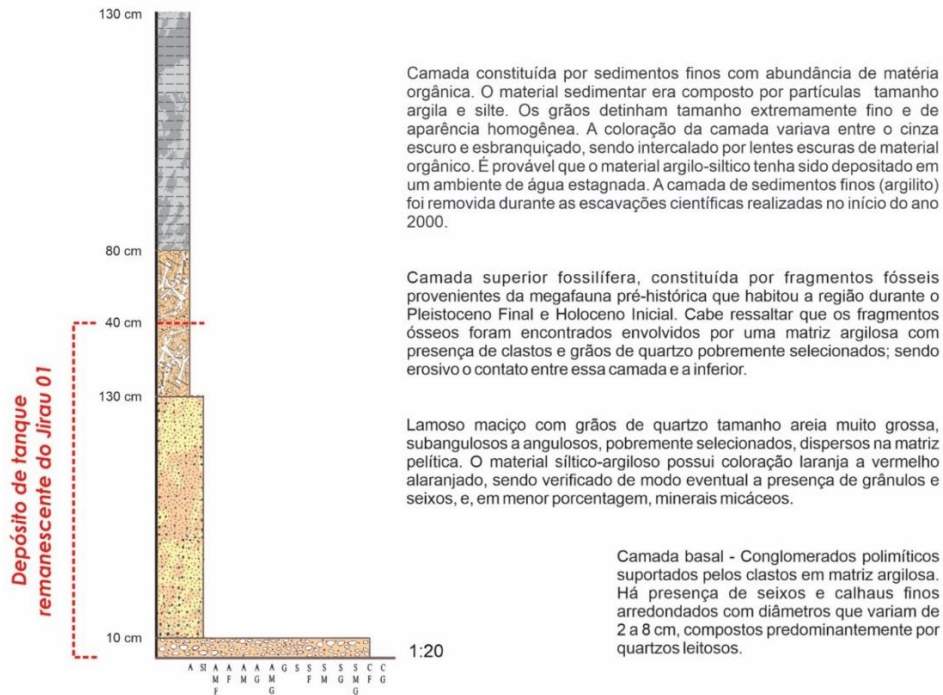 130 cm
Camada constituída por sedimentos finos com abundância de matéria
orgânica. O material sedimentar era composto por partículas tamanho
argila e silte. Os grãos detinham tamanho extremamente fino e de
aparência homogênea. A coloração da camada variava entre o cinza
escuro e esbranquiçado, sendo intercalado por lentes escuras de material
orgânico. É provável que o material argilo-siltico tenha sido depositado em
um ambiente de água estagnada. A camada de sedimentos finos (argilito)
foi removida durante as escavações científicas realizadas no início do ano
2000.
80 cm
Camada superior fossilífera, constituída por fragmentos fósseis
provenientes da megafauna pré-histórica que habitou a região durante o
Pleistoceno Final e Holoceno Inicial. Cabe ressaltar que os fragmentos
ósseos foram encontrados envolvidos por uma matriz argilosa com
presença de clastos e grãos de quartzo pobremente selecionados; sendo
erosivo o contato entre essa camada e a inferior.
40 cm
130 cm
Depósito de tanque
remanescente do Jirau 01
Lamoso maciço com grãos de quartzo tamanho areia muito grossa,
subangulosos a angulosos, pobremente selecionados, dispersos na matriz
pelítica. O material síltico-argiloso possui coloração laranja a vermelho
alaranjado, sendo verificado de modo eventual a presença de grânulos e
seixos, e, em menor porcentagem, minerais micáceos.
Camada basal - Conglomerados polimíticos
suportados pelos clastos em matriz argilosa.
Há presença de seixos e calhaus finos
arredondados com diâmetros que variam de
2 a 8 cm, compostos predominantemente por
quartzos leitosos.
10 cm
1:20
A SI AMF AF AM AG AMG G S SF SM SG SMG CF CG